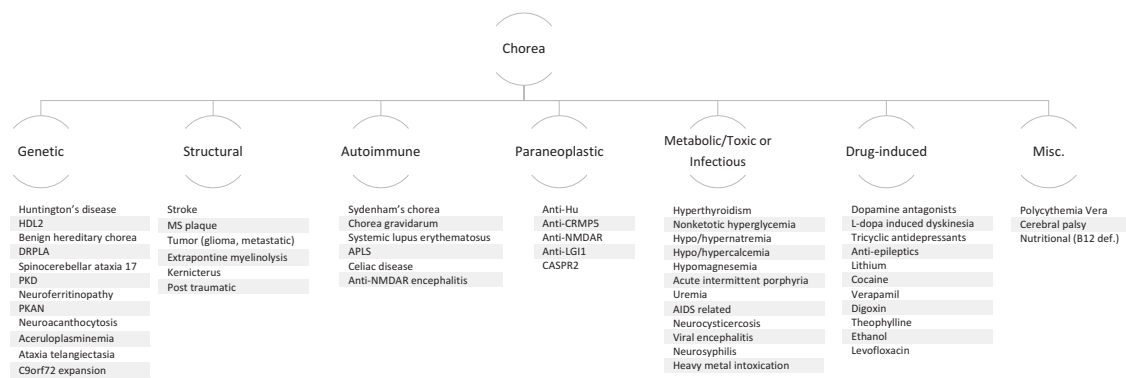 Chorea
Genetic
Huntington's disease
HDL2
Benign hereditary chorea
DRPLA
Spinocerebellar ataxia 17
PKD
Neuroferritinopathy
PKAN
Neuroacanthocytosis
Aceruloplasminemia
Ataxia telangiectasia
C9orf72 expansion
Structural
Stroke
MS plaque
Tumor (glioma, metastatic)
Extrapontine myelinolysis
Kernicterus
Post traumatic
Autoimmune
Sydenham's chorea
Chorea gravidarum
Systemic lupus erythematosus
APLS
Celiac disease
Anti-NMDAR encephalitis
Paraneoplastic
Anti-Hu
Anti-CRMP5
Anti-NMDAR
Anti-LGI1
CASPR2
Metabolic/Toxic or
Infectious
Hyperthyroidism
Nonketotic hyperglycemia
Hypo/hypernatremia
Hypo/hypercalcemia
Hypomagnesemia
Acute intermittent porphyria
Uremia
AIDS related
Neurocysticercosis
Viral encephalitis
Neurosyphilis
Heavy metal intoxication
Drug-induced
Dopamine antagonists
L-dopa induced dyskinesia
Tricyclic antidepressants
Anti-epileptics
Lithium
Cocaine
Verapamil
Digoxin
Theophylline
Ethanol
Levofloxacin
Misc.
Polycythemia Vera
Cerebral palsy
Nutritional (B12 def.)